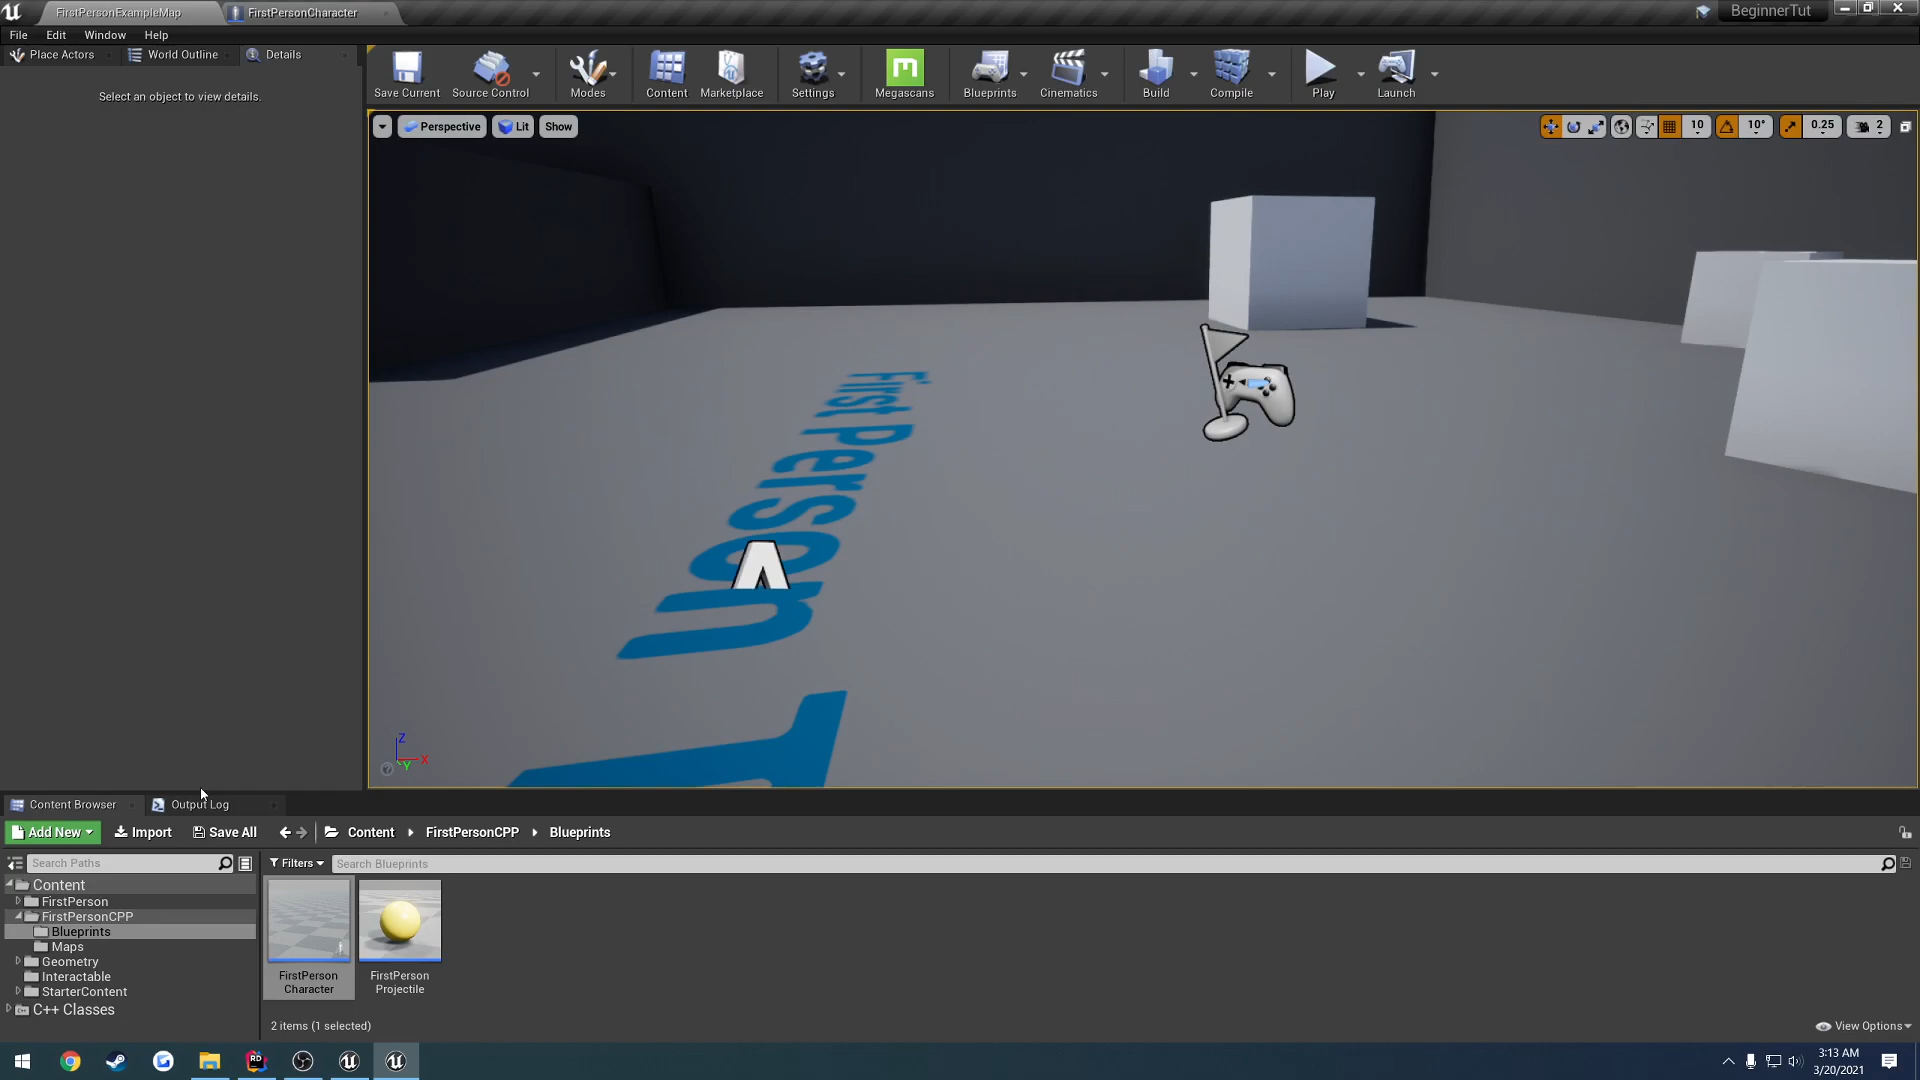 FirstPersonExampleMap
FirstPersonCharacter
BeginnerTut
File
Edit
Window
Help
Place Actors
World Outline
Details
Select an object to view details.
Save Current
Source Control
Modes
Content
Marketplace
Settings
Megascans
Blueprints
Cinematics
Build
Compile
Play
Launch
Perspective
Lit
Show
10
10°
0.25
2
First Person T
Z
X
Y
Content Browser
Output Log
Add New
Import
Save All
Content
FirstPersonCPP
Blueprints
Search Paths
Filters
Search Blueprints
Content
FirstPerson
FirstPersonCPP
Blueprints
Maps
Geometry
Interactable
StarterContent
C++ Classes
FirstPerson
Character
FirstPerson
Projectile
2 items (1 selected)
View Options
3:13 AM
3/20/2021